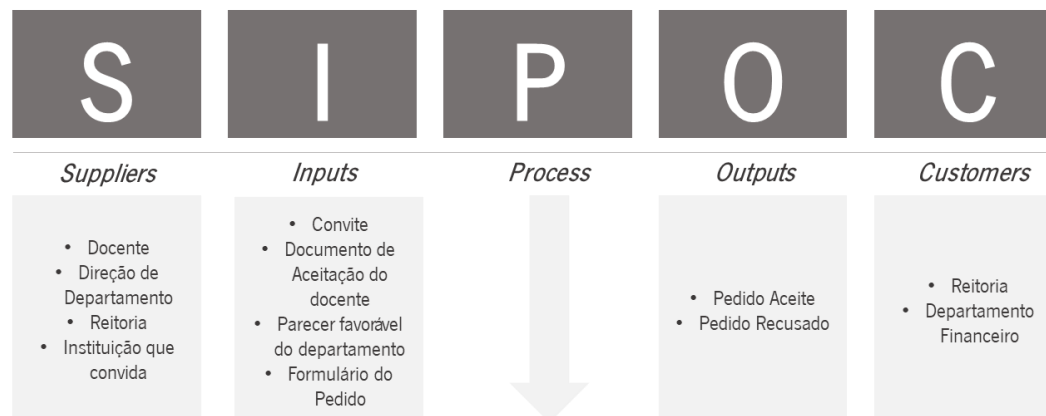 S I P O C
Suppliers Inputs Process Outputs Customers
• Docente
• Direção de
Departamento
• Reitoria
• Instituição que
convida
• Convite
• Documento de
Aceitação do
docente
• Parecer favorável
do departamento
• Formulário do
Pedido
• Pedido Aceite
• Pedido Recusado
• Reitoria
• Departamento
Financeiro